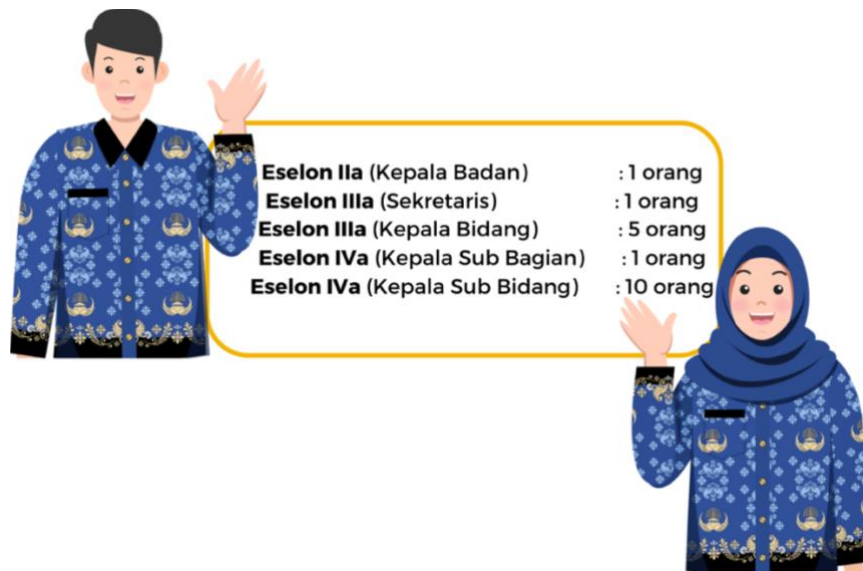 Eselon IIa (Kepala Badan) : 1 orang
Eselon IIIa (Sekretaris) : 1 orang
Eselon IIIa (Kepala Bidang) : 5 orang
Eselon IVa (Kepala Sub Bagian) : 1 orang
Eselon IVa (Kepala Sub Bidang) : 10 orang